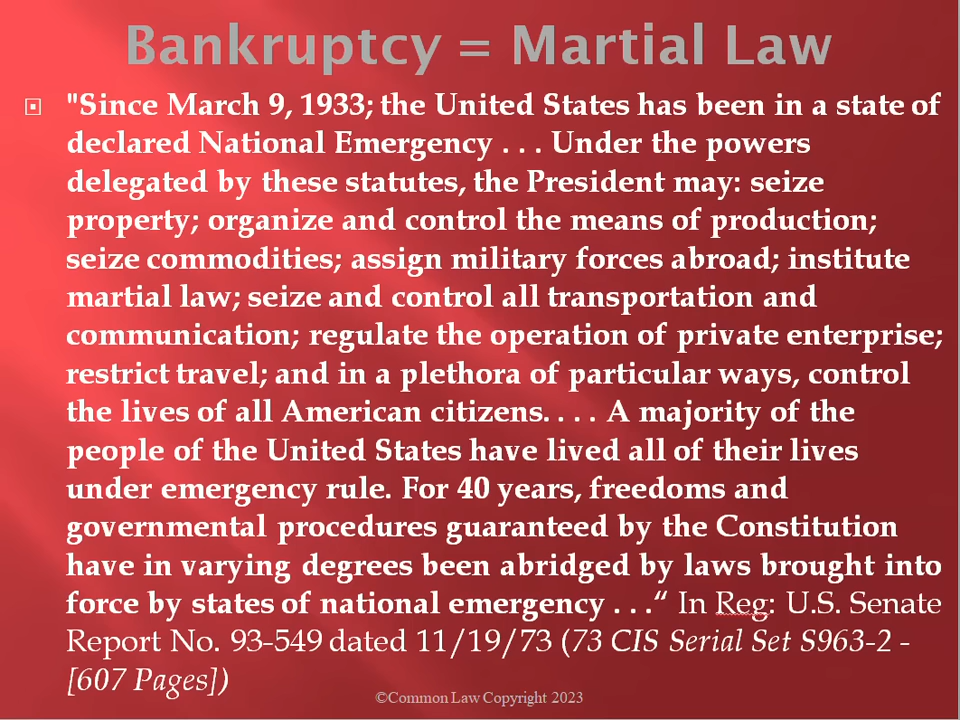 Bankruptcy = Martial Law
"Since March 9, 1933; the United States has been in a state of
declared National Emergency . . . Under the powers
delegated by these statutes, the President may: seize
property; organize and control the means of production;
seize commodities; assign military forces abroad; institute
martial law; seize and control all transportation and
communication; regulate the operation of private enterprise;
restrict travel; and in a plethora of particular ways, control
the lives of all American citizens. . . . A majority of the
people of the United States have lived all of their lives
under emergency rule. For 40 years, freedoms and
governmental procedures guaranteed by the Constitution
have in varying degrees been abridged by laws brought into
force by states of national emergency . . .“ In Reg: U.S. Senate
Report No. 93-549 dated 11/19/73 (73 CIS Serial Set S963-2 -
[607 Pages])
©Common Law Copyright 2023